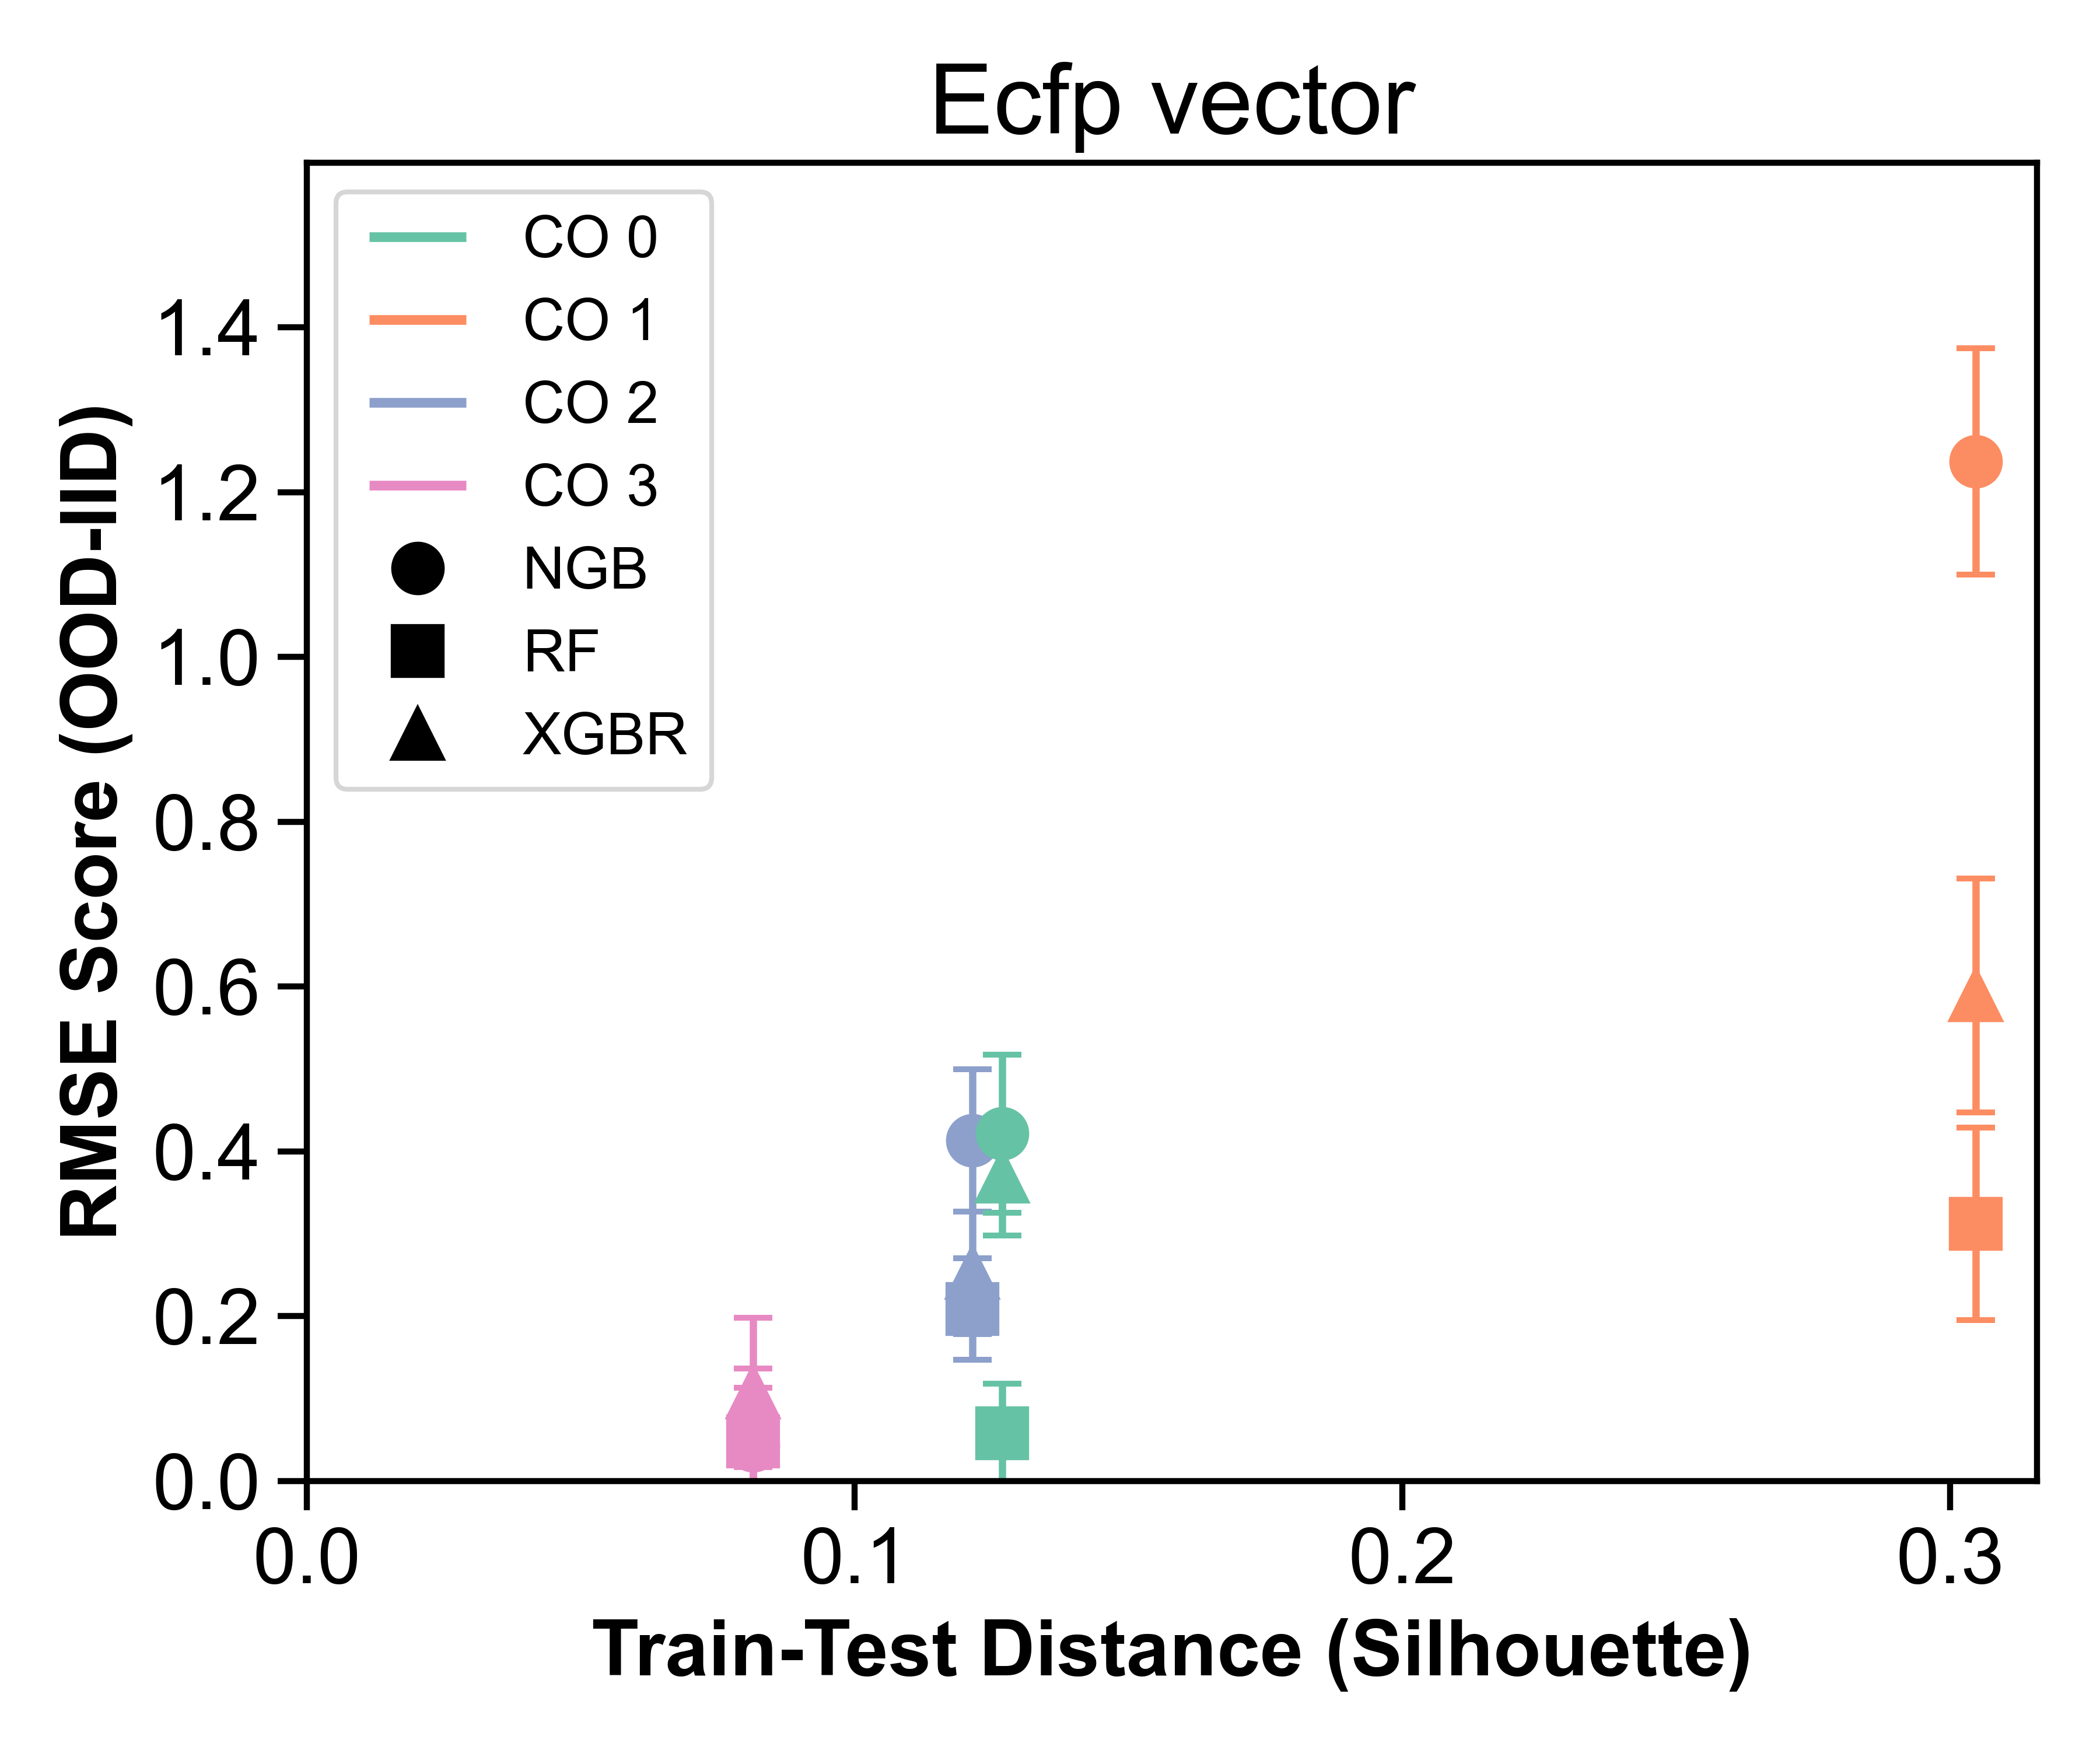 Ecfp vector
CO 0
CO 1
CO 2
CO 3
NGB
RF
XGBR
RMSE Score (OOD-IID)
1.4
1.2
1.0
0.8
0.6
0.4
0.2
0.0
0.0 0.1 0.2 0.3
Train-Test Distance (Silhouette)